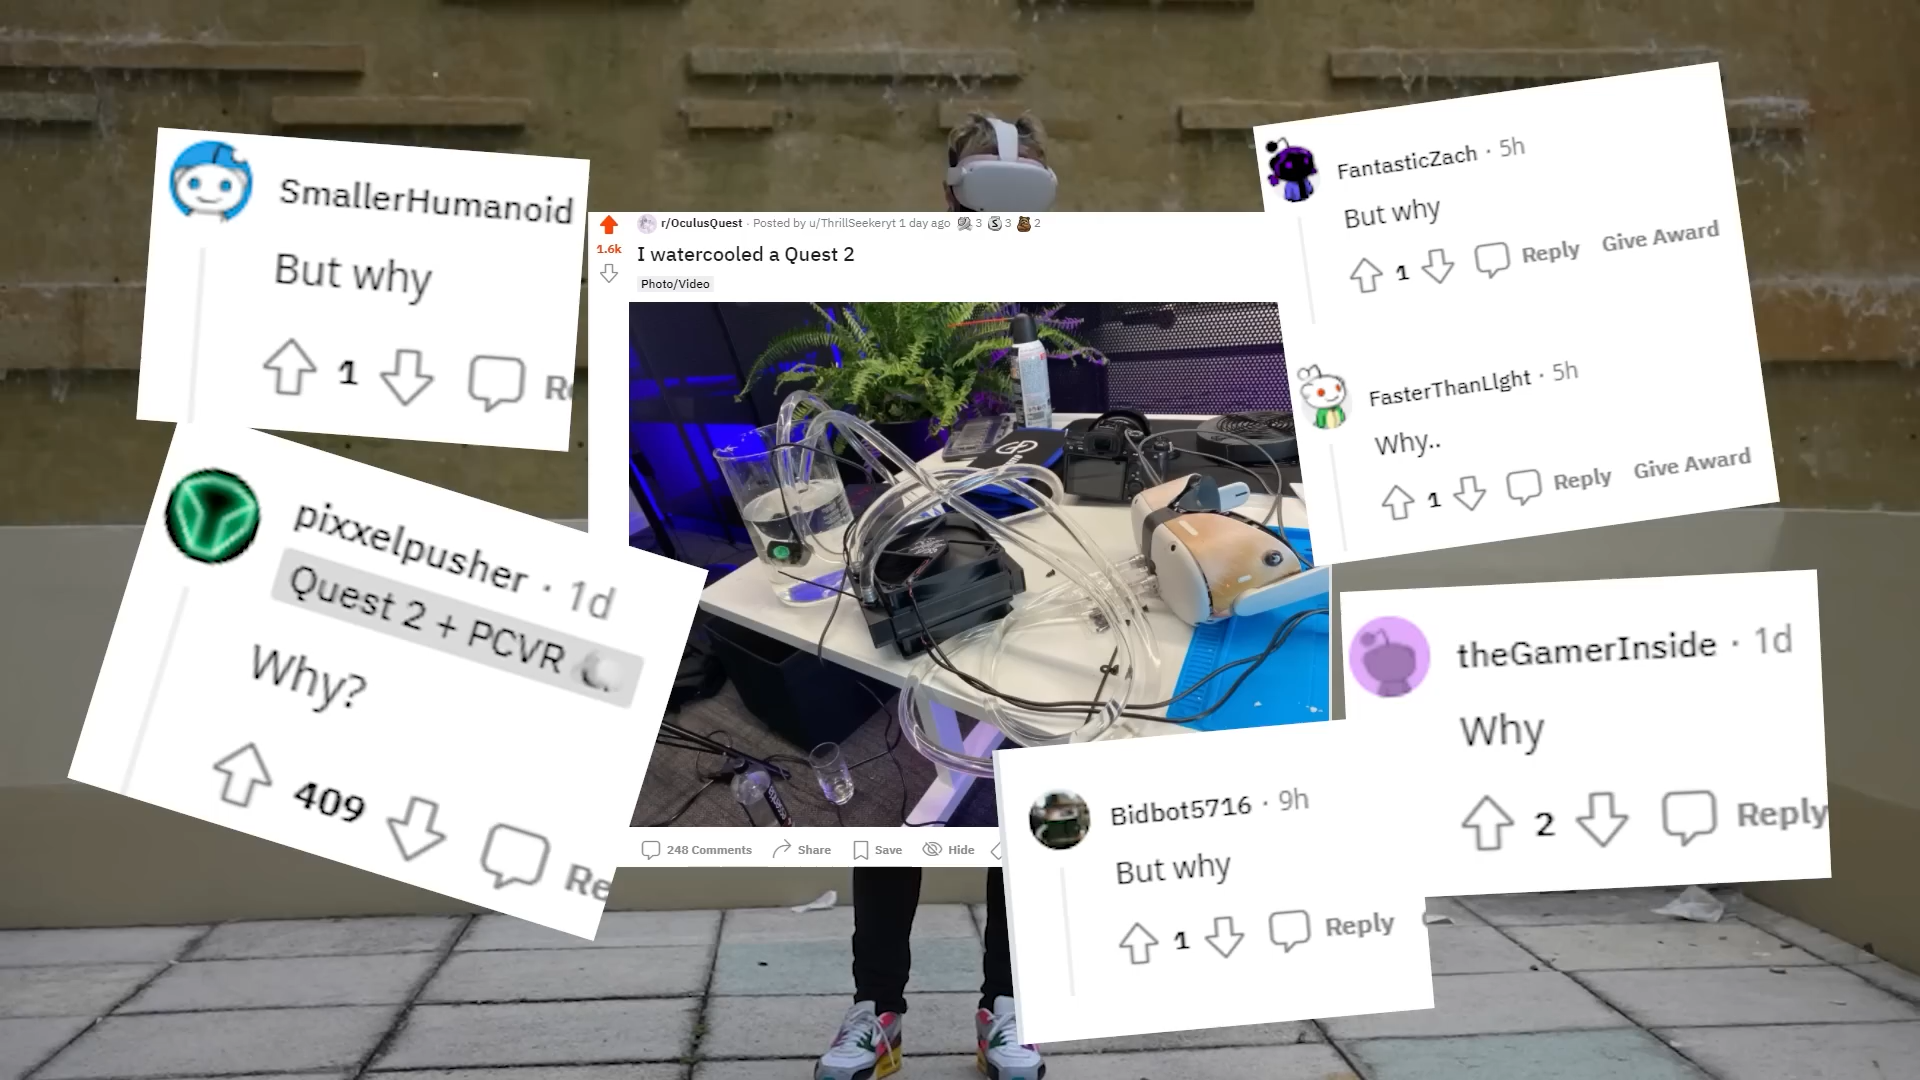 SmallerHumanoid
But why
1
pixxelpusher · 1d
Quest 2 + PCVR
Why?
409
Re
1.6k
r/OculusQuest · Posted by u/ThrillSeekeryt 1 day ago 3 3 2
I watercooled a Quest 2
Photo/Video
248 Comments Share Save Hide
FantasticZach · 5h
But why
1 Reply Give Award
FasterThanLlght · 5h
Why..
1 Reply Give Award
theGamerInside · 1d
Why
2 Reply
Bidbot5716 · 9h
But why
1 Reply